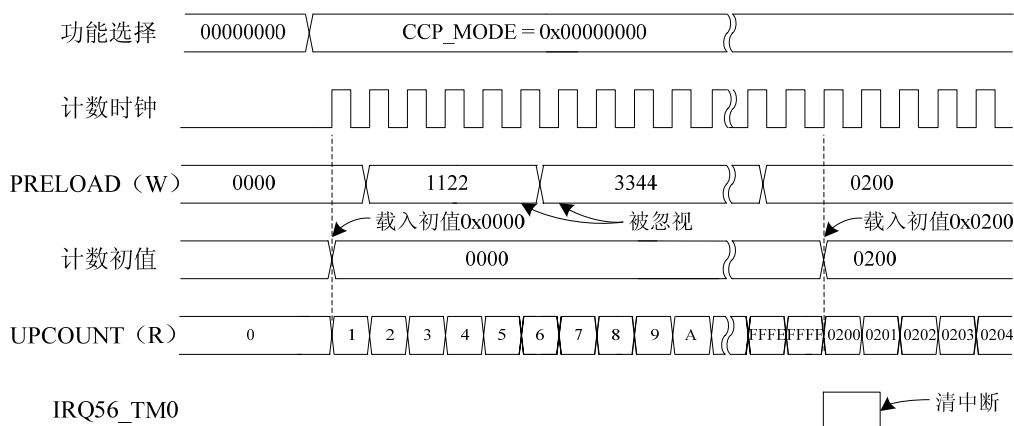 功能选择 00000000 CCP_MODE = 0x00000000
计数时钟
PRELOAD（W） 0000 1122 3344 0200
载入初值0x0000 被忽视 载入初值0x0200
计数初值 0000 0200
UPCOUNT（R） 0 1 2 3 4 5 6 7 8 9 A FFFE FFFF 0200 0201 0202 0203 0204
IRQ56_TM0 清中断